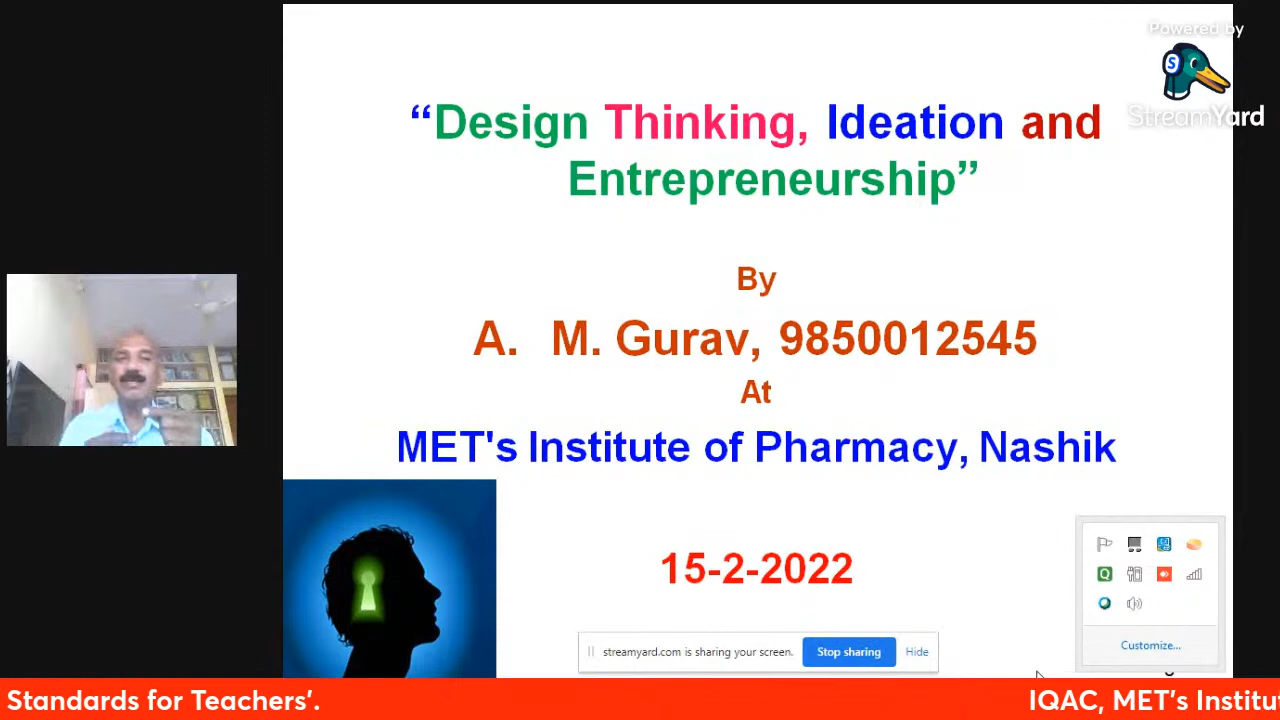 Powered by
StreamYard
“Design Thinking, Ideation and
Entrepreneurship”
By
A. M. Gurav, 9850012545
At
MET's Institute of Pharmacy, Nashik
15-2-2022
streamyard.com is sharing your screen.
Stop sharing
Hide
Customize...
Standards for Teachers’.
IQAC, MET’s Institu